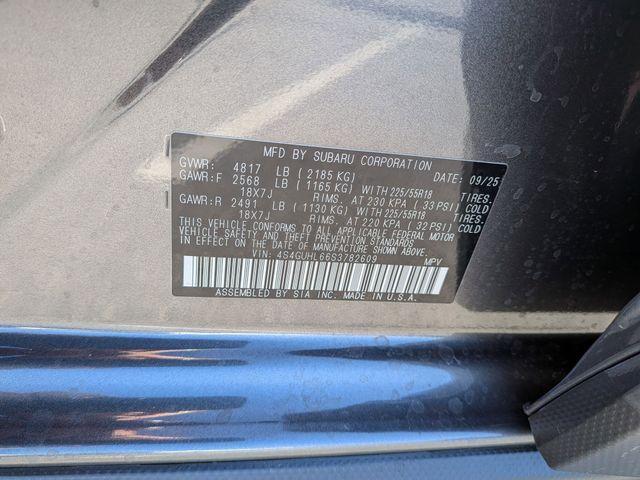 MFD BY SUBARU CORPORATION
GVWR: 4817 LB ( 2185 KG) DATE: 09/25
GAWR:F 2568 LB ( 1165 KG) WITH 225/55R18 TIRES.
18X7J RIMS. AT 230 KPA ( 33 PSI) COLD
GAWR:R 2491 LB ( 1130 KG) WITH 225/55R18 TIRES.
18X7J RIMS. AT 220 KPA ( 32 PSI) COLD
THIS VEHICLE CONFORMS TO ALL APPLICABLE FEDERAL MOTOR
VEHICLE SAFETY AND THEFT PREVENTION STANDARDS
IN EFFECT ON THE DATE OF MANUFACTURE SHOWN ABOVE.
VIN: 4S4GUHL66S3782609 MPV
ASSEMBLED BY SIA INC. MADE IN U.S.A.